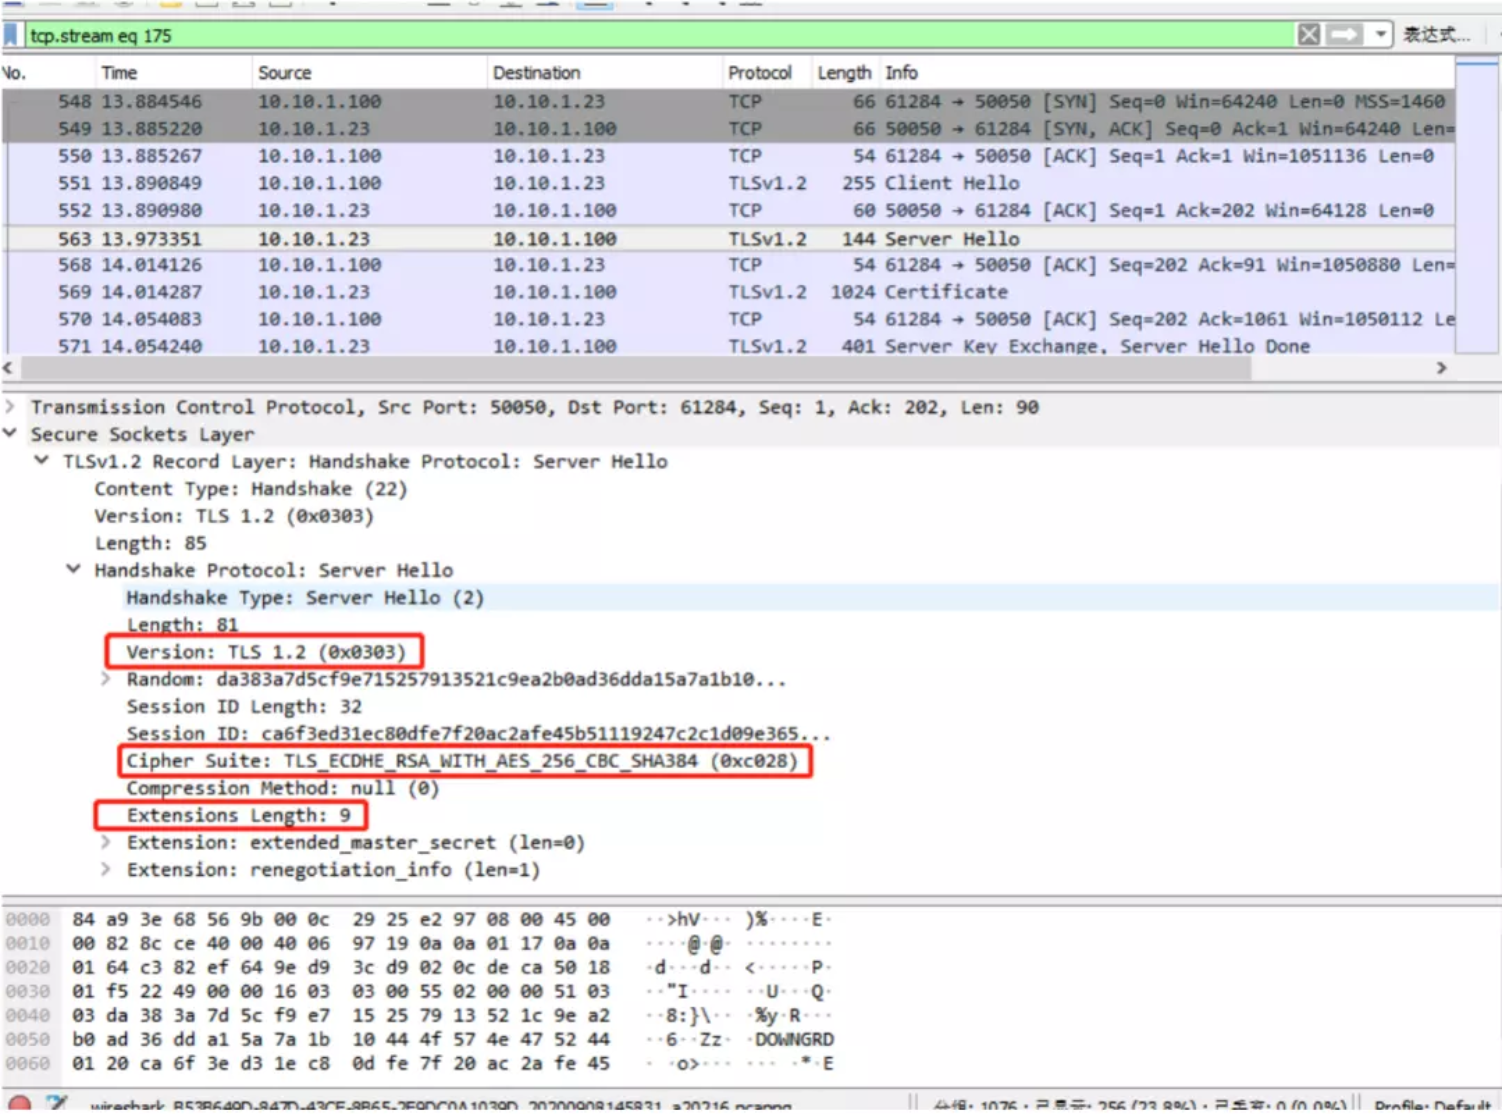 tcp.stream eq 175 表达式...
No. Time Source Destination Protocol Length Info
548 13.884546 10.10.1.100 10.10.1.23 TCP 66 61284 → 50050 [SYN] Seq=0 Win=64240 Len=0 MSS=1460
549 13.885220 10.10.1.23 10.10.1.100 TCP 66 50050 → 61284 [SYN, ACK] Seq=0 Ack=1 Win=64240 Len=
550 13.885267 10.10.1.100 10.10.1.23 TCP 54 61284 → 50050 [ACK] Seq=1 Ack=1 Win=1051136 Len=0
551 13.890849 10.10.1.100 10.10.1.23 TLSv1.2 255 Client Hello
552 13.890980 10.10.1.23 10.10.1.100 TCP 60 50050 → 61284 [ACK] Seq=1 Ack=202 Win=64128 Len=0
563 13.973351 10.10.1.23 10.10.1.100 TLSv1.2 144 Server Hello
568 14.014126 10.10.1.100 10.10.1.23 TCP 54 61284 → 50050 [ACK] Seq=202 Ack=91 Win=1050880 Len=
569 14.014287 10.10.1.23 10.10.1.100 TLSv1.2 1024 Certificate
570 14.054083 10.10.1.100 10.10.1.23 TCP 54 61284 → 50050 [ACK] Seq=202 Ack=1061 Win=1050112 Le
571 14.054240 10.10.1.23 10.10.1.100 TLSv1.2 401 Server Key Exchange, Server Hello Done
Transmission Control Protocol, Src Port: 50050, Dst Port: 61284, Seq: 1, Ack: 202, Len: 90
Secure Sockets Layer
TLSv1.2 Record Layer: Handshake Protocol: Server Hello
Content Type: Handshake (22)
Version: TLS 1.2 (0x0303)
Length: 85
Handshake Protocol: Server Hello
Handshake Type: Server Hello (2)
Length: 81
Version: TLS 1.2 (0x0303)
Random: da383a7d5cf9e715257913521c9ea2b0ad36dda15a7a1b10...
Session ID Length: 32
Session ID: ca6f3ed31ec80dfe7f20ac2afe45b51119247c2c1d09e365...
Cipher Suite: TLS_ECDHE_RSA_WITH_AES_256_CBC_SHA384 (0xc028)
Compression Method: null (0)
Extensions Length: 9
Extension: extended_master_secret (len=0)
Extension: renegotiation_info (len=1)
0000 84 a9 3e 68 56 9b 00 0c 29 25 e2 97 08 00 45 00 ··>hV··· )%····E·
0010 00 82 8c ce 40 00 40 06 97 19 0a 0a 01 17 0a 0a ····@·@· ········
0020 01 64 c3 82 ef 64 9e d9 3c d9 02 0c de ca 50 18 ·d···d·· <·····P·
0030 01 f5 22 49 00 00 16 03 03 00 55 02 00 00 51 03 ··"I···· ··U···Q·
0040 03 da 38 3a 7d 5c f9 e7 15 25 79 13 52 1c 9e a2 ··8:}\·· ·%y·R···
0050 b0 ad 36 dd a1 5a 7a 1b 10 44 4f 57 4e 47 52 44 ··6··Zz· ·DOWNGRD
0060 01 20 ca 6f 3e d3 1e c8 0d fe 7f 20 ac 2a fe 45 · ·o>··· ··· ·*·E
wireshark_B53B649D-847D-43CE-8B65-2E9DC0A1039D_20200908145831_a20216.pcapng 分组: 1076 · 已显示: 256 (23.8%) · 已丢弃: 0 (0.0%) Profile: Default